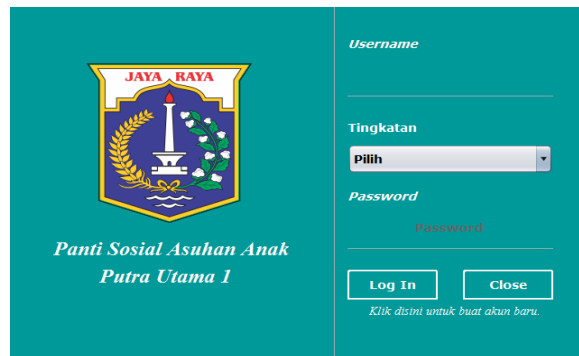 JAYA RAYA
Panti Sosial Asuhan Anak
Putra Utama 1
Username
Tingkatan
Pilih
Password
Password
Log In
Close
Klik disini untuk buat akun baru.